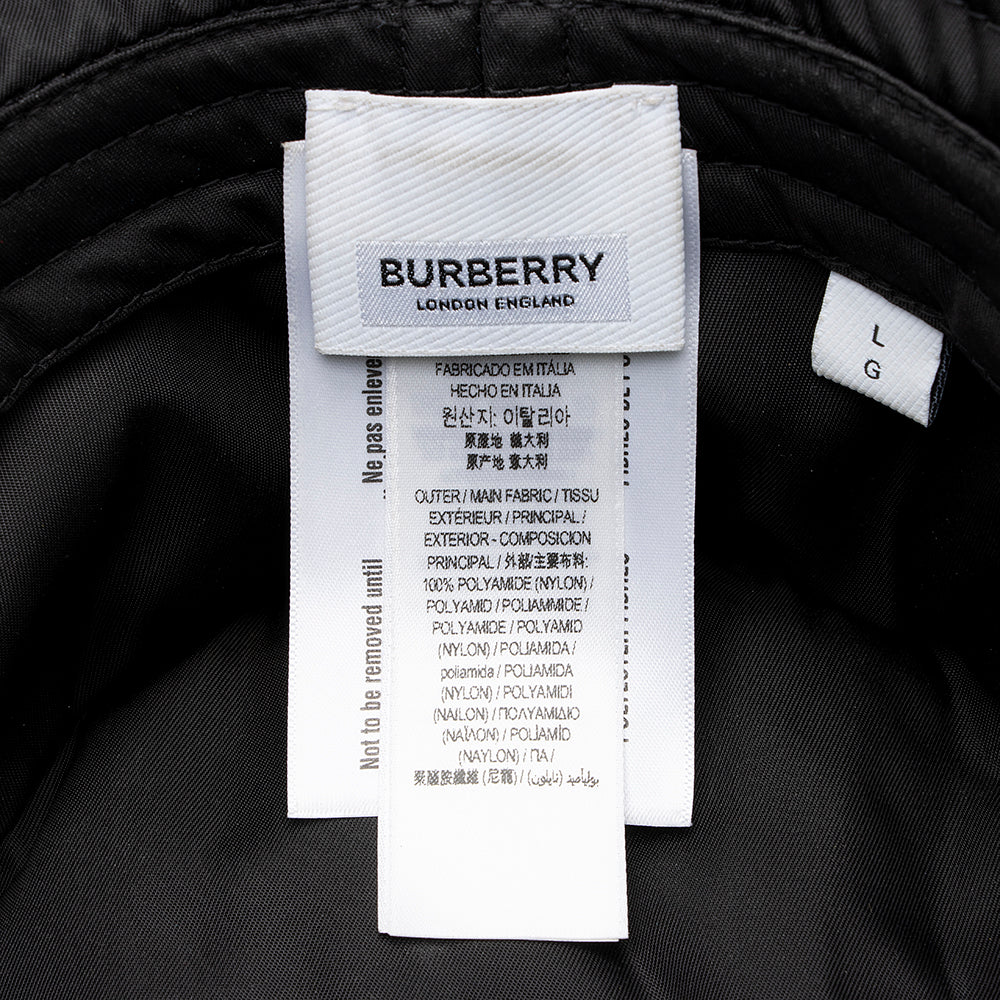 BURBERRY
LONDON ENGLAND
L
G
FABRICADO EM ITÁLIA
HECHO EN ITALIA
원산지: 이탈리아
原產地 義大利
原产地 意大利
OUTER / MAIN FABRIC / TISSU
EXTÉRIEUR / PRINCIPAL /
EXTERIOR - COMPOSICION
PRINCIPAL / 外部/主要布料:
100% POLYAMIDE (NYLON) /
POLYAMID / POLIAMMIDE /
POLYAMIDE / POLYAMID
(NYLON) / POLIAMIDA /
poliamida / POLIAMIDA
(NYLON) / POLYAMIDI
(NAILON) / ПОЛУАМІДІО
(ΝΑΪΛΟΝ) / POLİAMİD
(NAYLON) / ПА /
聚醯胺纖維 (尼龍) / بولياميد (نايلون)
Ne pas enlever
Not to be removed until